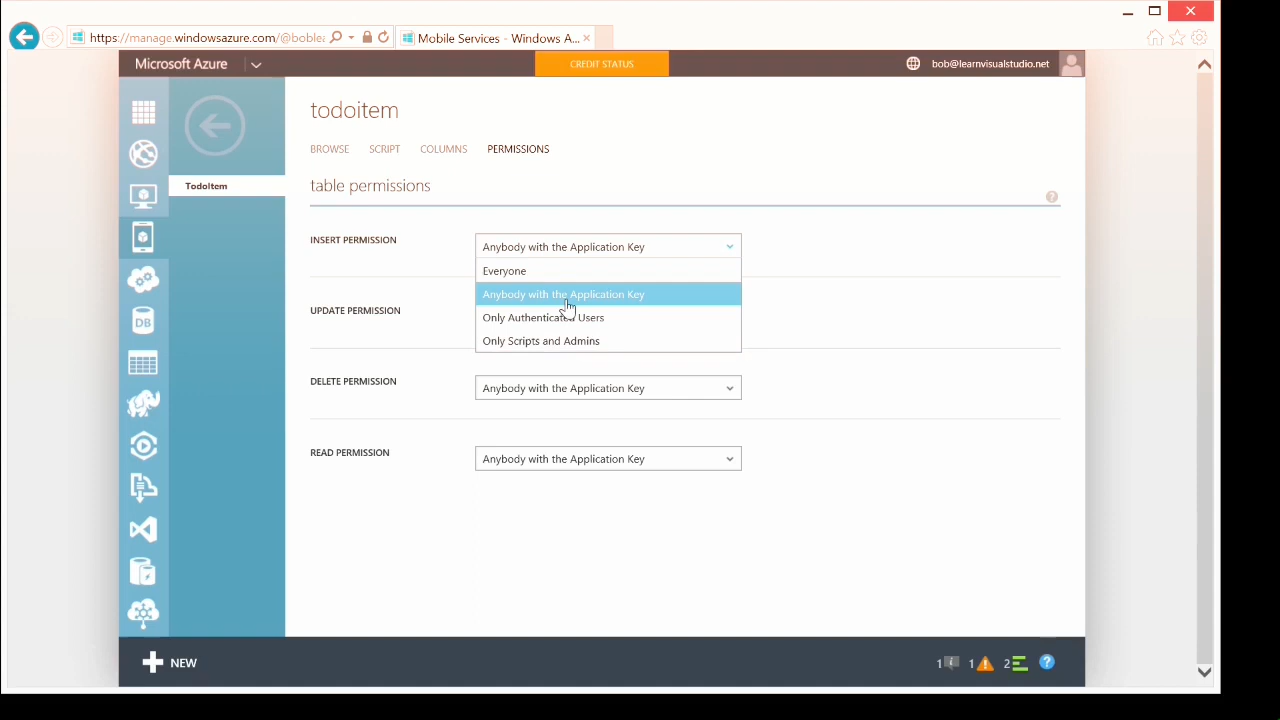 https://manage.windowsazure.com/@boblea
Mobile Services - Windows A...
Microsoft Azure
CREDIT STATUS
bob@learnvisualstudio.net
todoitem
BROWSE SCRIPT COLUMNS PERMISSIONS
TodoItem
table permissions
?
INSERT PERMISSION
Anybody with the Application Key
Everyone
Anybody with the Application Key
Only Authenticated Users
Only Scripts and Admins
UPDATE PERMISSION
DELETE PERMISSION
Anybody with the Application Key
READ PERMISSION
Anybody with the Application Key
DB
NEW
1 1 2 ?